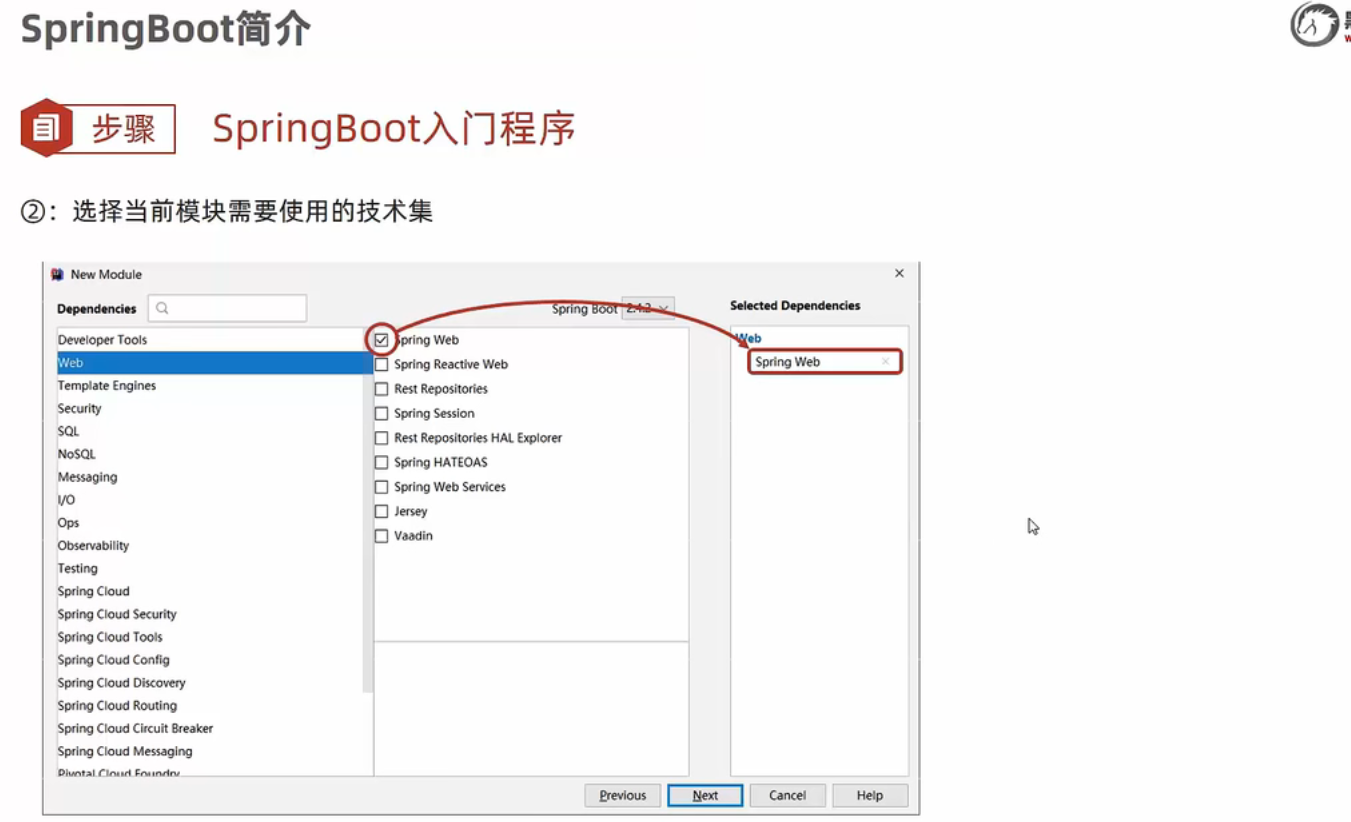 SpringBoot简介
步骤
SpringBoot入门程序
②：选择当前模块需要使用的技术集
New Module
Dependencies
Spring Boot 2.4.2
Selected Dependencies
Developer Tools
Web
Template Engines
Security
SQL
NoSQL
Messaging
I/O
Ops
Observability
Testing
Spring Cloud
Spring Cloud Security
Spring Cloud Tools
Spring Cloud Config
Spring Cloud Discovery
Spring Cloud Routing
Spring Cloud Circuit Breaker
Spring Cloud Messaging
Pivotal Cloud Foundry
Spring Web
Spring Reactive Web
Rest Repositories
Spring Session
Rest Repositories HAL Explorer
Spring HATEOAS
Spring Web Services
Jersey
Vaadin
Web
Spring Web
Previous
Next
Cancel
Help